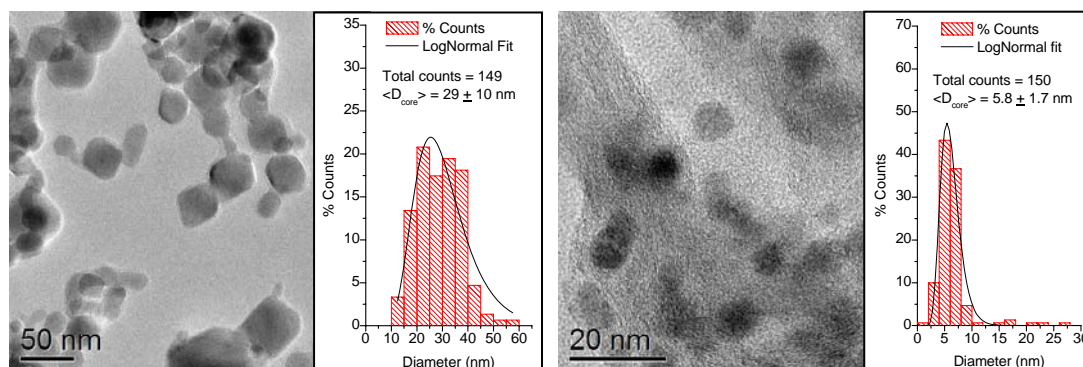 50 nm
% Counts
LogNormal Fit
Total counts = 149
<D_core> = 29 ± 10 nm
35
30
25
20
15
10
5
0
% Counts
0 10 20 30 40 50 60
Diameter (nm)
20 nm
% Counts
LogNormal fit
Total counts = 150
<D_core> = 5.8 ± 1.7 nm
70
60
50
40
30
20
10
0
% Counts
0 5 10 15 20 25 30
Diameter (nm)